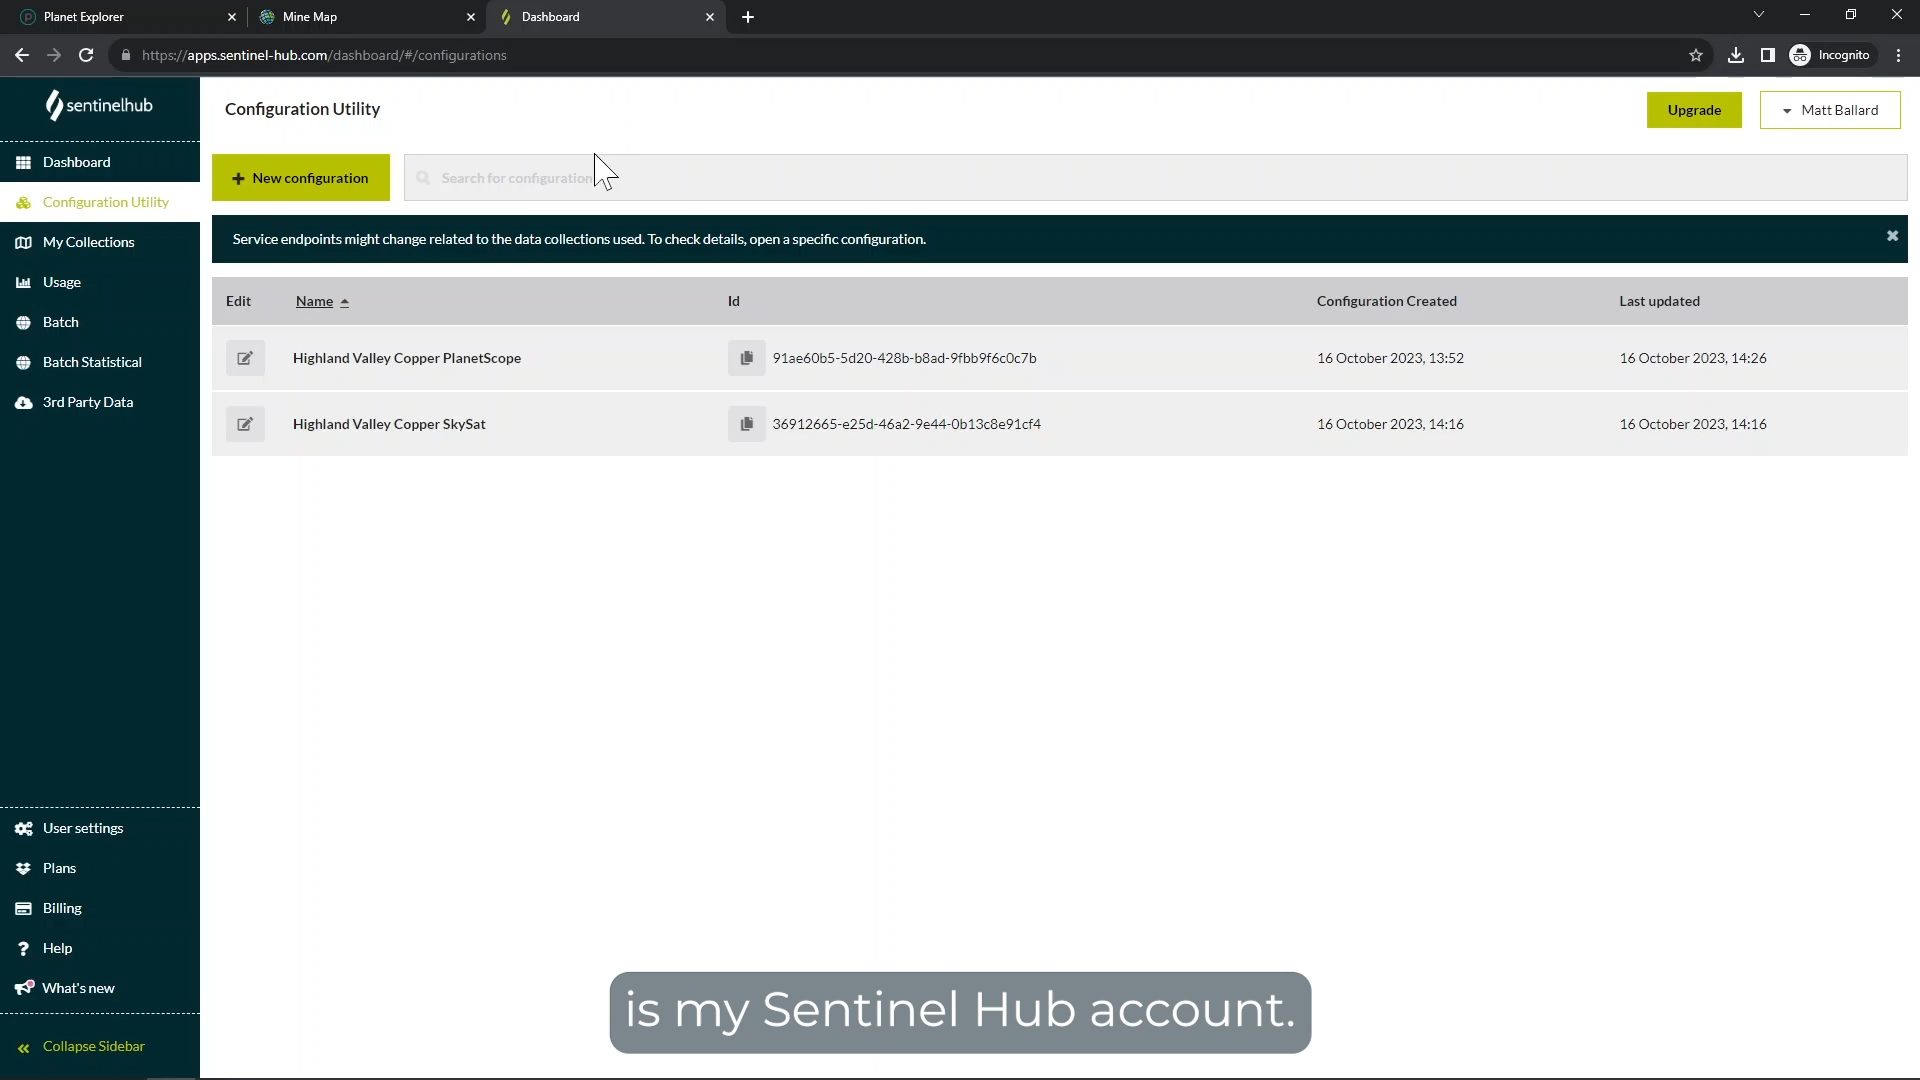 Planet Explorer
Mine Map
Dashboard
https://apps.sentinel-hub.com/dashboard/#/configurations
Incognito
sentinelhub
Configuration Utility
Upgrade
Matt Ballard
Dashboard
Configuration Utility
My Collections
Usage
Batch
Batch Statistical
3rd Party Data
User settings
Plans
Billing
Help
What's new
Collapse Sidebar
+ New configuration
Search for configuration
Service endpoints might change related to the data collections used. To check details, open a specific configuration.
Edit Name Id Configuration Created Last updated
Highland Valley Copper PlanetScope 91ae60b5-5d20-428b-b8ad-9fbb9f6c0c7b 16 October 2023, 13:52 16 October 2023, 14:26
Highland Valley Copper SkySat 36912665-e25d-46a2-9e44-0b13c8e91cf4 16 October 2023, 14:16 16 October 2023, 14:16
is my Sentinel Hub account.